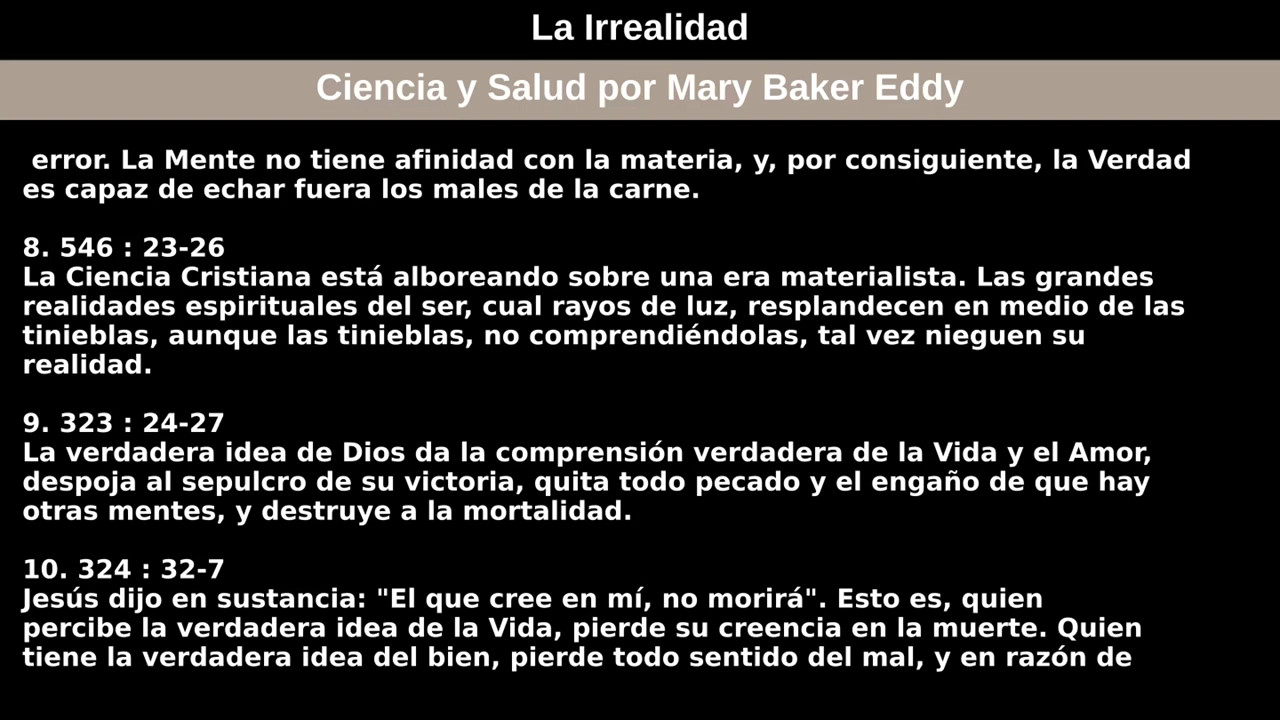 La Irrealidad
Ciencia y Salud por Mary Baker Eddy
error. La Mente no tiene afinidad con la materia, y, por consiguiente, la Verdad
es capaz de echar fuera los males de la carne.
8. 546 : 23-26
La Ciencia Cristiana está alboreando sobre una era materialista. Las grandes
realidades espirituales del ser, cual rayos de luz, resplandecen en medio de las
tinieblas, aunque las tinieblas, no comprendiéndolas, tal vez nieguen su
realidad.
9. 323 : 24-27
La verdadera idea de Dios da la comprensión verdadera de la Vida y el Amor,
despoja al sepulcro de su victoria, quita todo pecado y el engaño de que hay
otras mentes, y destruye a la mortalidad.
10. 324 : 32-7
Jesús dijo en sustancia: "El que cree en mí, no morirá". Esto es, quien
percibe la verdadera idea de la Vida, pierde su creencia en la muerte. Quien
tiene la verdadera idea del bien, pierde todo sentido del mal, y en razón de